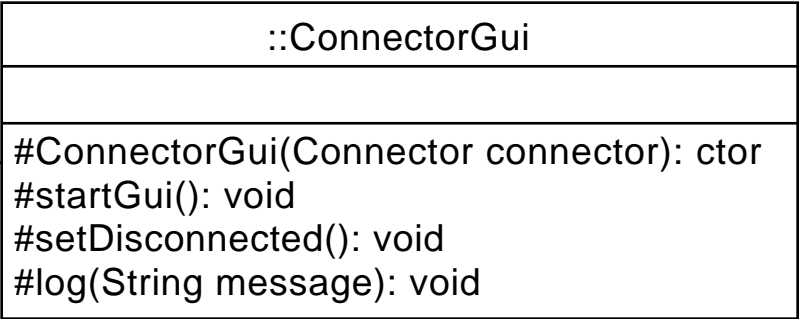 ::ConnectorGui
#ConnectorGui(Connector connector): ctor
#startGui(): void
#setDisconnected(): void
#log(String message): void